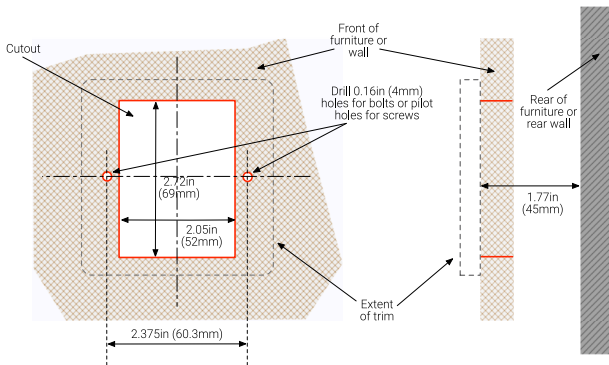 Front of
furniture or
wall
Cutout
Drill 0.16in (4mm)
holes for bolts or pilot
holes for screws
Rear of
furniture or
rear wall
2.72in
(69mm)
1.77in
(45mm)
2.05in
(52mm)
Extent
of trim
2.375in (60.3mm)